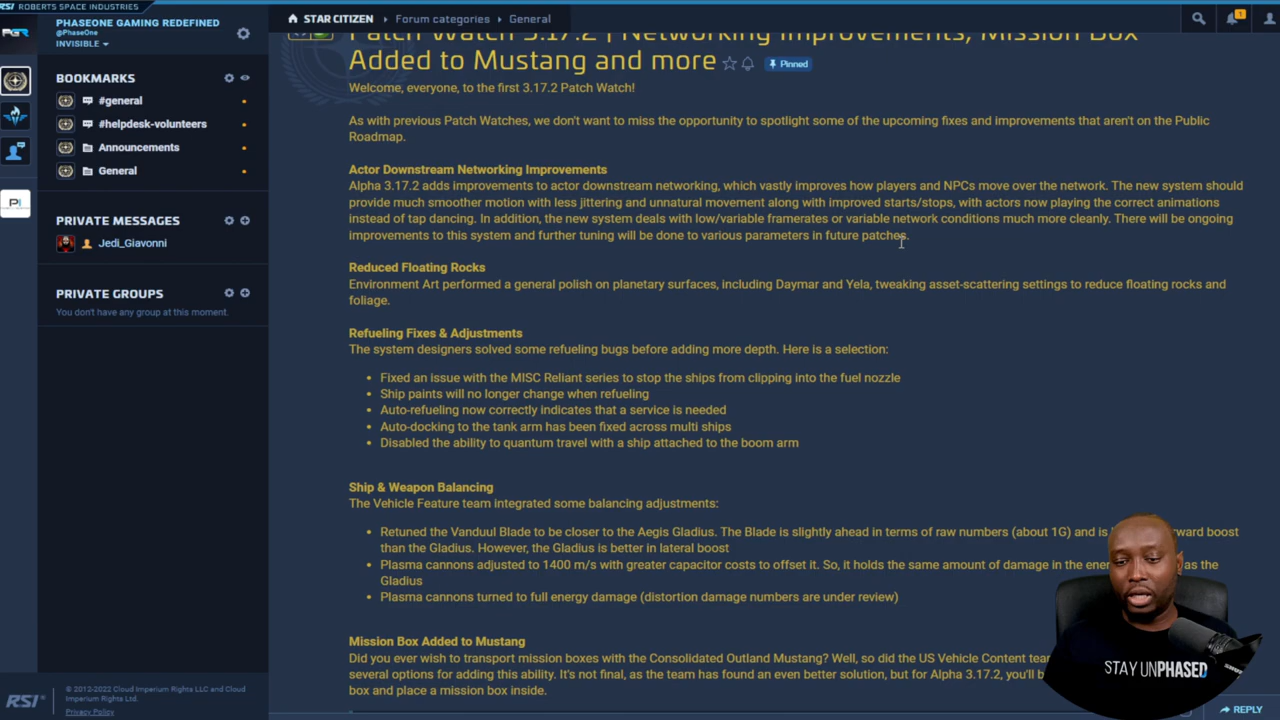 RSI ROBERTS SPACE INDUSTRIES
PGR
PHASEONE GAMING REDEFINED
@PhaseOne
INVISIBLE
BOOKMARKS
#general
#helpdesk-volunteers
Announcements
General
PRIVATE MESSAGES
Jedi_Giavonni
PRIVATE GROUPS
You don't have any group at this moment.
RSI
© 2012-2022 Cloud Imperium Rights LLC and Cloud
Imperium Rights Ltd.
Privacy Policy
STAR CITIZEN › Forum categories › General
1
Patch Watch 3.17.2 | Networking Improvements, Mission Box
Added to Mustang and more
Pinned
Welcome, everyone, to the first 3.17.2 Patch Watch!
As with previous Patch Watches, we don't want to miss the opportunity to spotlight some of the upcoming fixes and improvements that aren't on the Public
Roadmap.
Actor Downstream Networking Improvements
Alpha 3.17.2 adds improvements to actor downstream networking, which vastly improves how players and NPCs move over the network. The new system should
provide much smoother motion with less jittering and unnatural movement along with improved starts/stops, with actors now playing the correct animations
instead of tap dancing. In addition, the new system deals with low/variable framerates or variable network conditions much more cleanly. There will be ongoing
improvements to this system and further tuning will be done to various parameters in future patches.
Reduced Floating Rocks
Environment Art performed a general polish on planetary surfaces, including Daymar and Yela, tweaking asset-scattering settings to reduce floating rocks and
foliage.
Refueling Fixes & Adjustments
The system designers solved some refueling bugs before adding more depth. Here is a selection:
• Fixed an issue with the MISC Reliant series to stop the ships from clipping into the fuel nozzle
• Ship paints will no longer change when refueling
• Auto-refueling now correctly indicates that a service is needed
• Auto-docking to the tank arm has been fixed across multi ships
• Disabled the ability to quantum travel with a ship attached to the boom arm
Ship & Weapon Balancing
The Vehicle Feature team integrated some balancing adjustments:
• Retuned the Vanduul Blade to be closer to the Aegis Gladius. The Blade is slightly ahead in terms of raw numbers (about 1G) and is boost
than the Gladius. However, the Gladius is better in lateral boost
• Plasma cannons adjusted to 1400 m/s with greater capacitor costs to offset it. So, it holds the same amount of damage in the as the
Gladius
• Plasma cannons turned to full energy damage (distortion damage numbers are under review)
Mission Box Added to Mustang
Did you ever wish to transport mission boxes with the Consolidated Outland Mustang? Well, so did the US Vehicle Content
several options for adding this ability. It's not final, as the team has found an even better solution, but for Alpha 3.17.2,
box and place a mission box inside.
STAY UNPHASED
REPLY